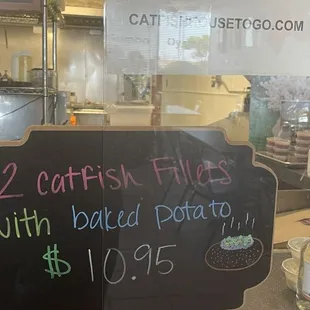 CATFISHHOUSETOGO.COM
2 Catfish Fillets
with baked Potato
$10.95